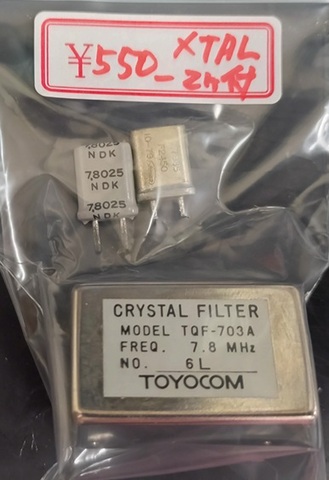 ¥550-
XTAL
2ケ付
7,8025
NDK
7,8025
NDK
7,8025
NDK
CRYSTAL FILTER
MODEL TQF-703A
FREQ. 7.8 MHz
NO. 6L
TOYOCOM